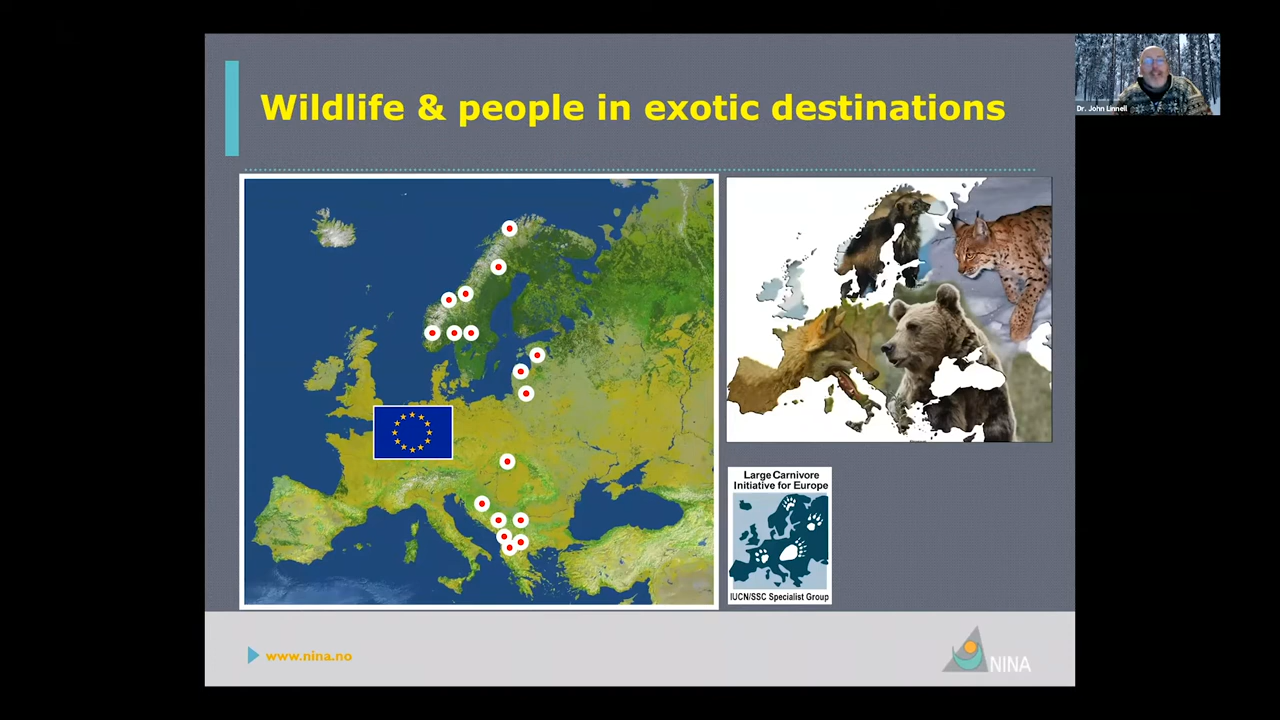 Wildlife & people in exotic destinations
Dr. John Linnell
Large Carnivore
Initiative for Europe
IUCN/SSC Specialist Group
www.nina.no
NINA